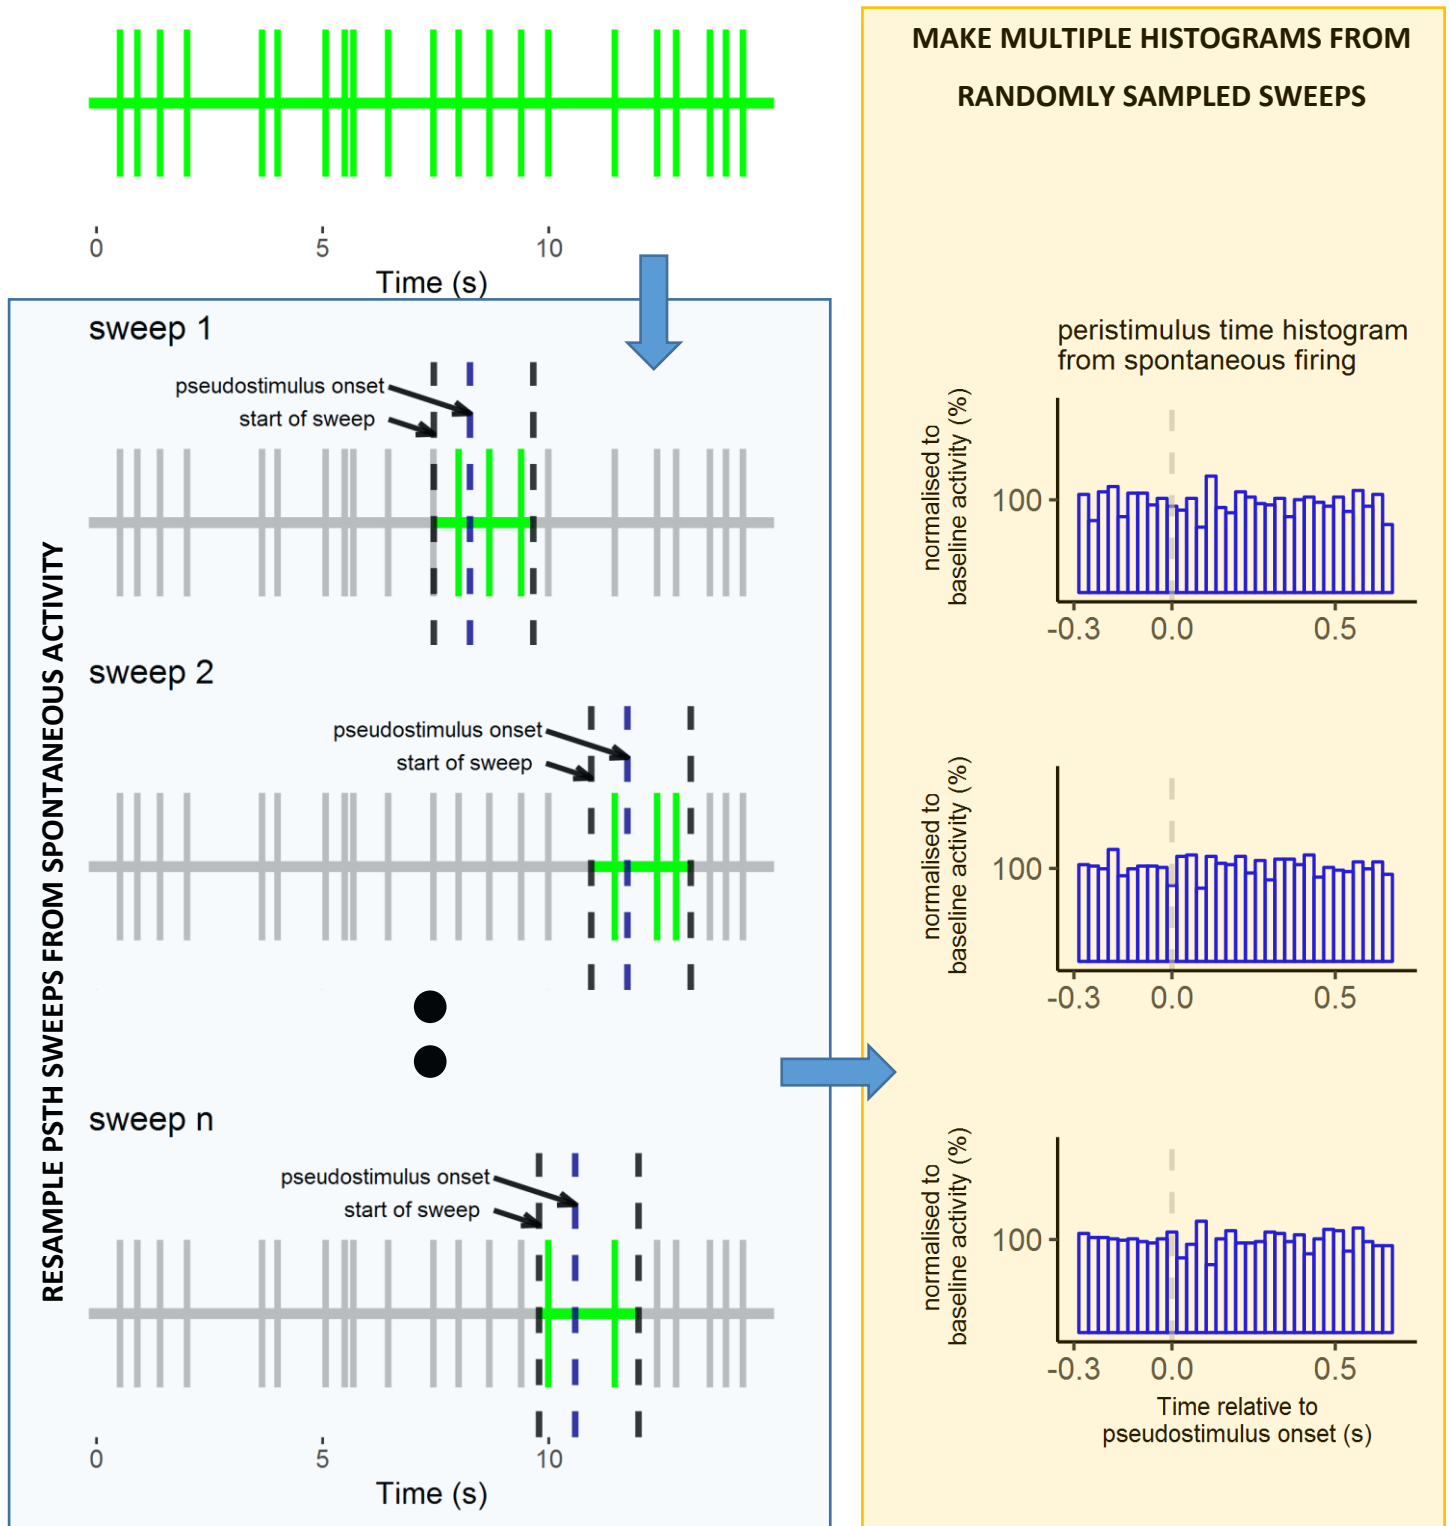 0
5
10
Time (s)
RESAMPLE PSTH SWEEPS FROM SPONTANEOUS ACTIVITY
sweep 1
pseudostimulus onset
start of sweep
sweep 2
pseudostimulus onset
start of sweep
sweep n
pseudostimulus onset
start of sweep
0
5
10
Time (s)
MAKE MULTIPLE HISTOGRAMS FROM
RANDOMLY SAMPLED SWEEPS
peristimulus time histogram
from spontaneous firing
normalised to
baseline activity (%)
100
-0.3
0.0
0.5
normalised to
baseline activity (%)
100
-0.3
0.0
0.5
normalised to
baseline activity (%)
100
-0.3
0.0
0.5
Time relative to
pseudostimulus onset (s)